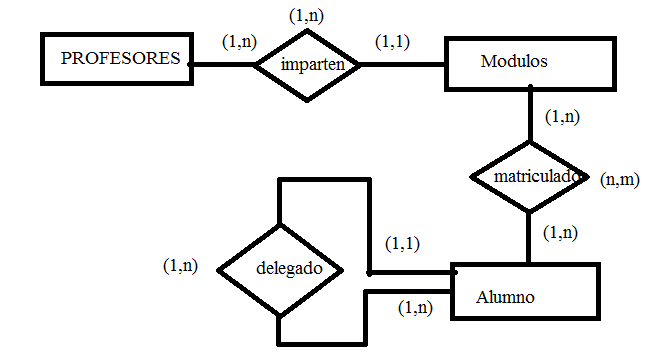 (1,n)
(1,n)
(1,1)
PROFESORES
imparten
Modulos
(1,n)
matriculado
(n,m)
(1,n)
(1,1)
(1,n)
delegado
Alumno
(1,n)